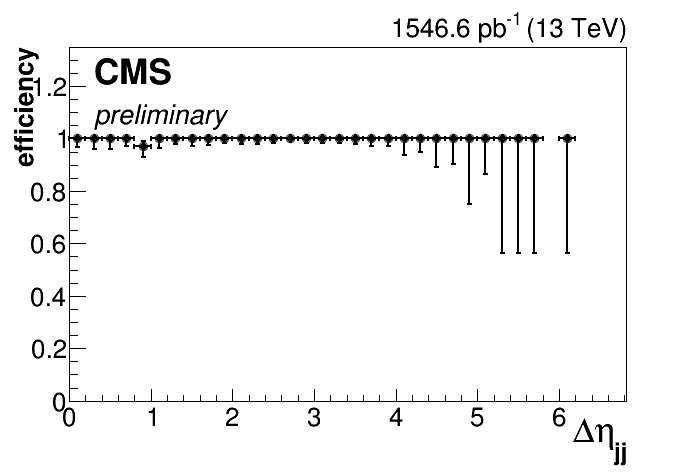 1546.6 pb⁻¹ (13 TeV)
efficiency
CMS
preliminary
1.2
1
0.8
0.6
0.4
0.2
0
0 1 2 3 4 5 6
Δη_jj